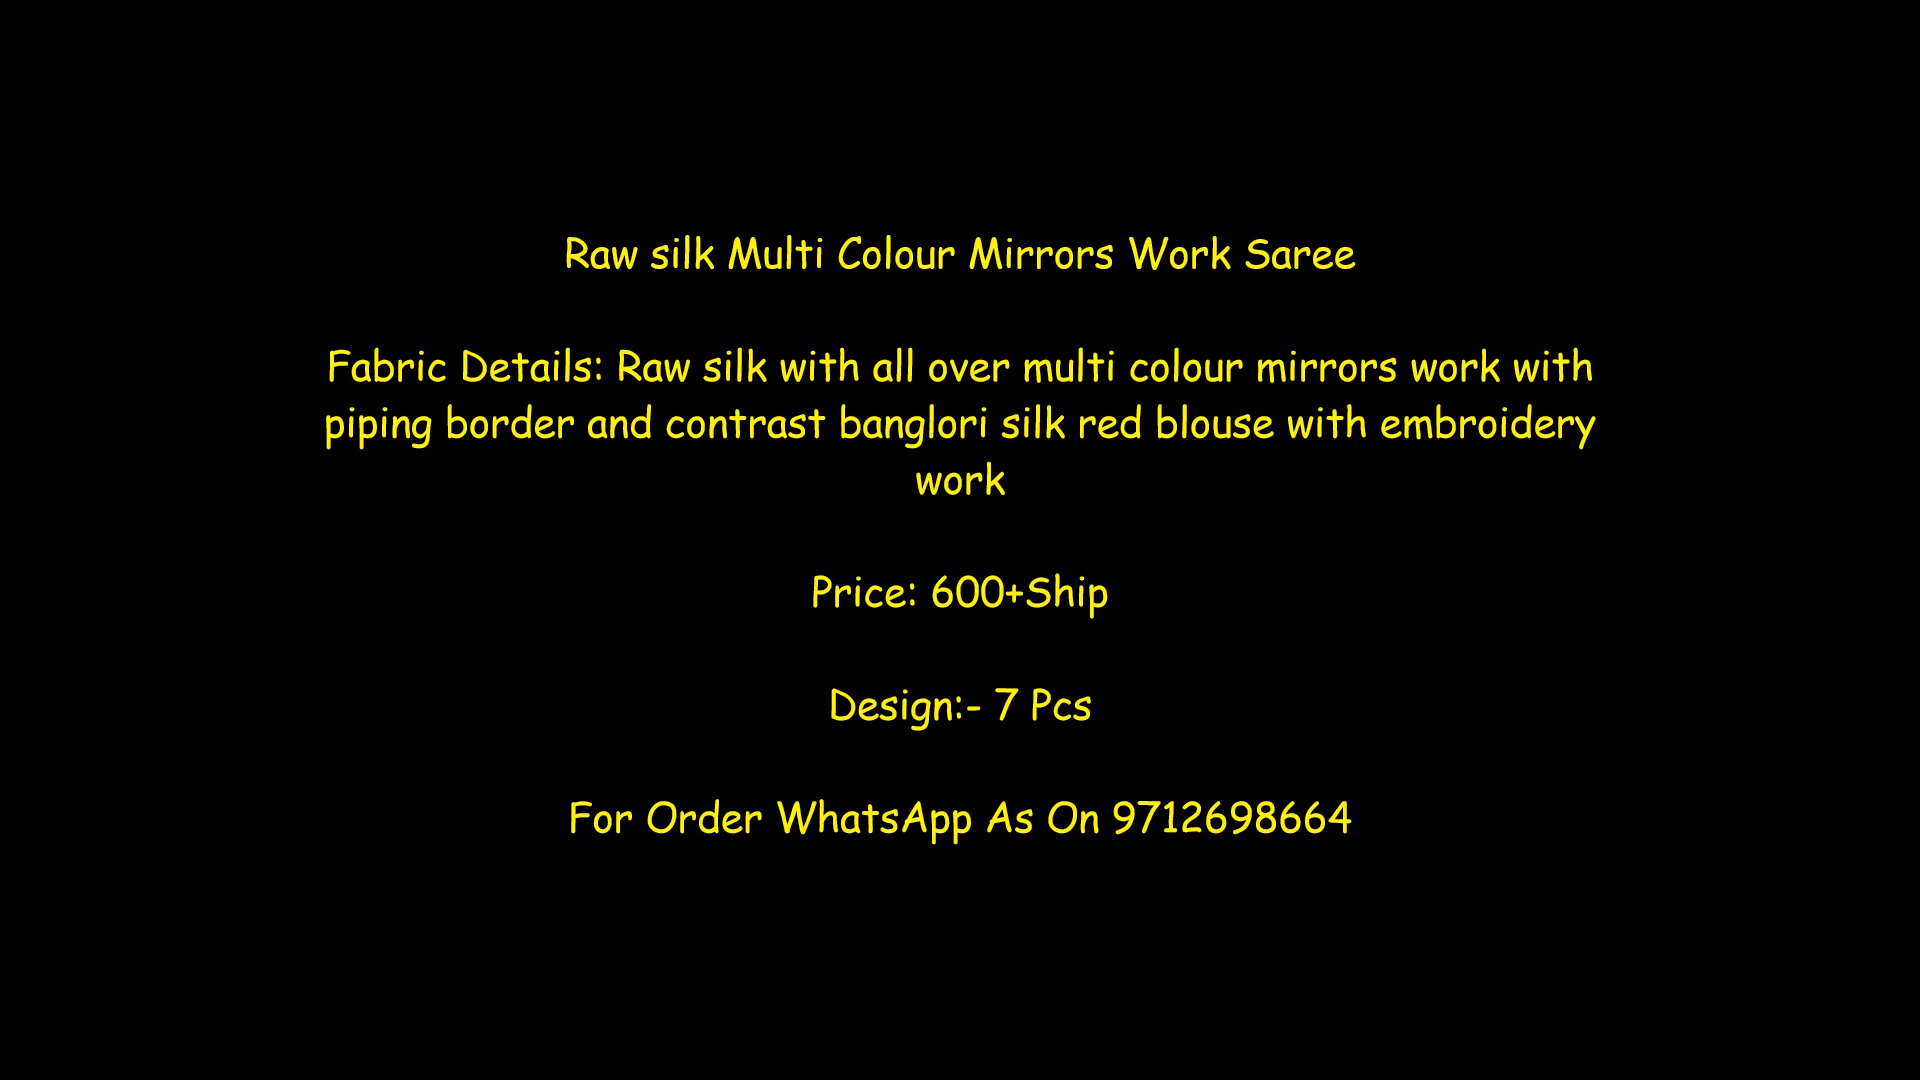 Raw silk Multi Colour Mirrors Work Saree
Fabric Details: Raw silk with all over multi colour mirrors work with
piping border and contrast banglori silk red blouse with embroidery
work
Price: 600+Ship
Design:- 7 Pcs
For Order WhatsApp As On 9712698664